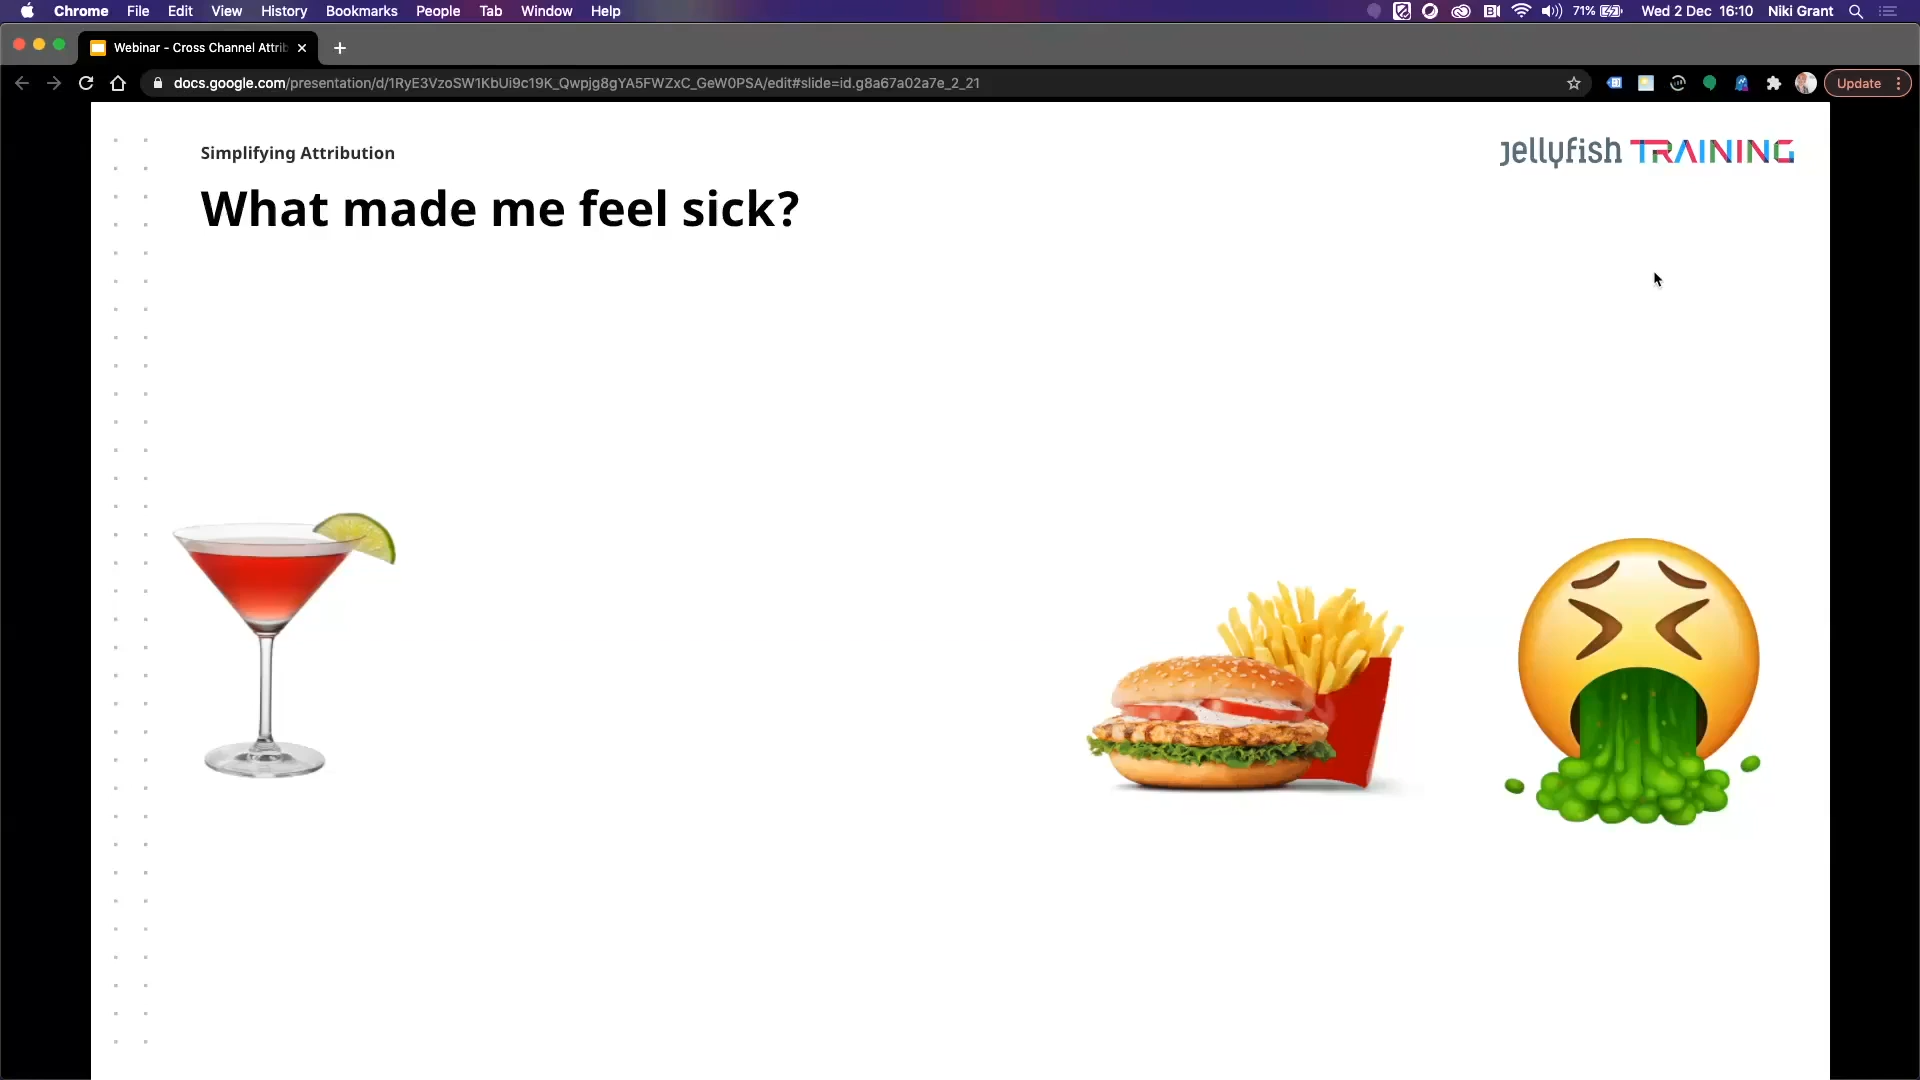 Chrome File Edit View History Bookmarks People Tab Window Help 71% Wed 2 Dec 16:10 Niki Grant
Webinar - Cross Channel Attrib
docs.google.com/presentation/d/1RyE3VzoSW1KbUi9c19K_Qwpjg8gYA5FWZxC_GeW0PSA/edit#slide=id.g8a67a02a7e_2_21 Update
Simplifying Attribution
jellyfish TRAINING
What made me feel sick?